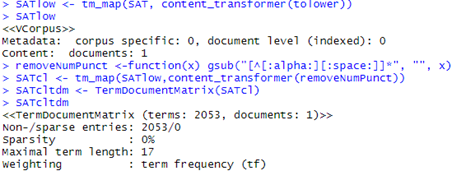 > SATlow <- tm_map(SAT, content_transformer(tolower))
> SATlow
<<VCorpus>>
Metadata:  corpus specific: 0, document level (indexed): 0
Content:  documents: 1
> removeNumPunct <-function(x) gsub("[^[:alpha:][:space:]]*", "", x)
> SATcl <- tm_map(SATlow,content_transformer(removeNumPunct))
> SATcltdm <- TermDocumentMatrix(SATcl)
> SATcltdm
<<TermDocumentMatrix (terms: 2053, documents: 1)>>
Non-/sparse entries: 2053/0
Sparsity           : 0%
Maximal term length: 17
Weighting          : term frequency (tf)